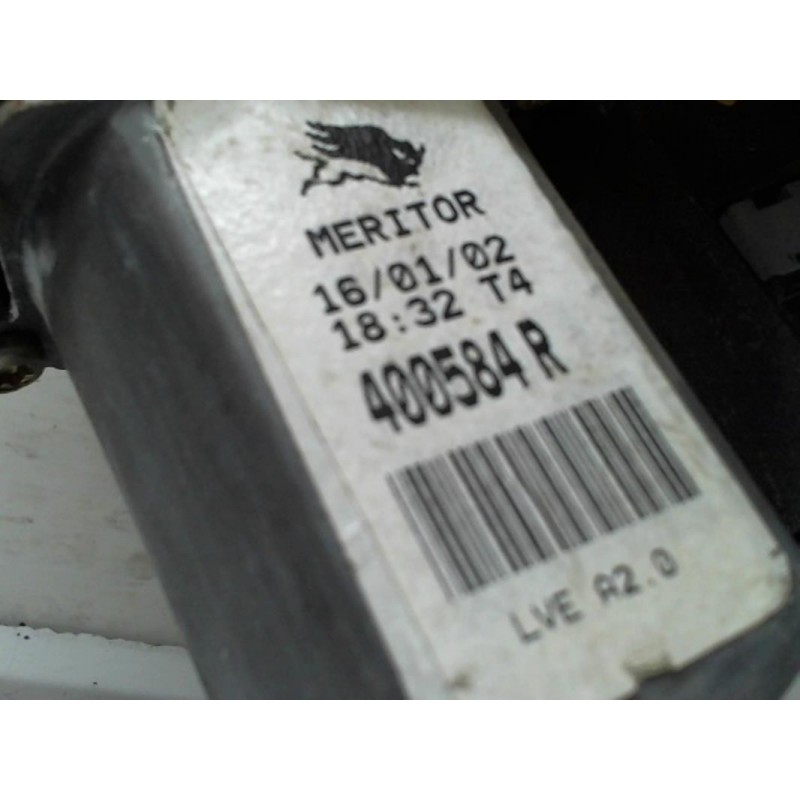 MERITOR
16/01/02
18:32 T4
400584 R
LVE A2.0